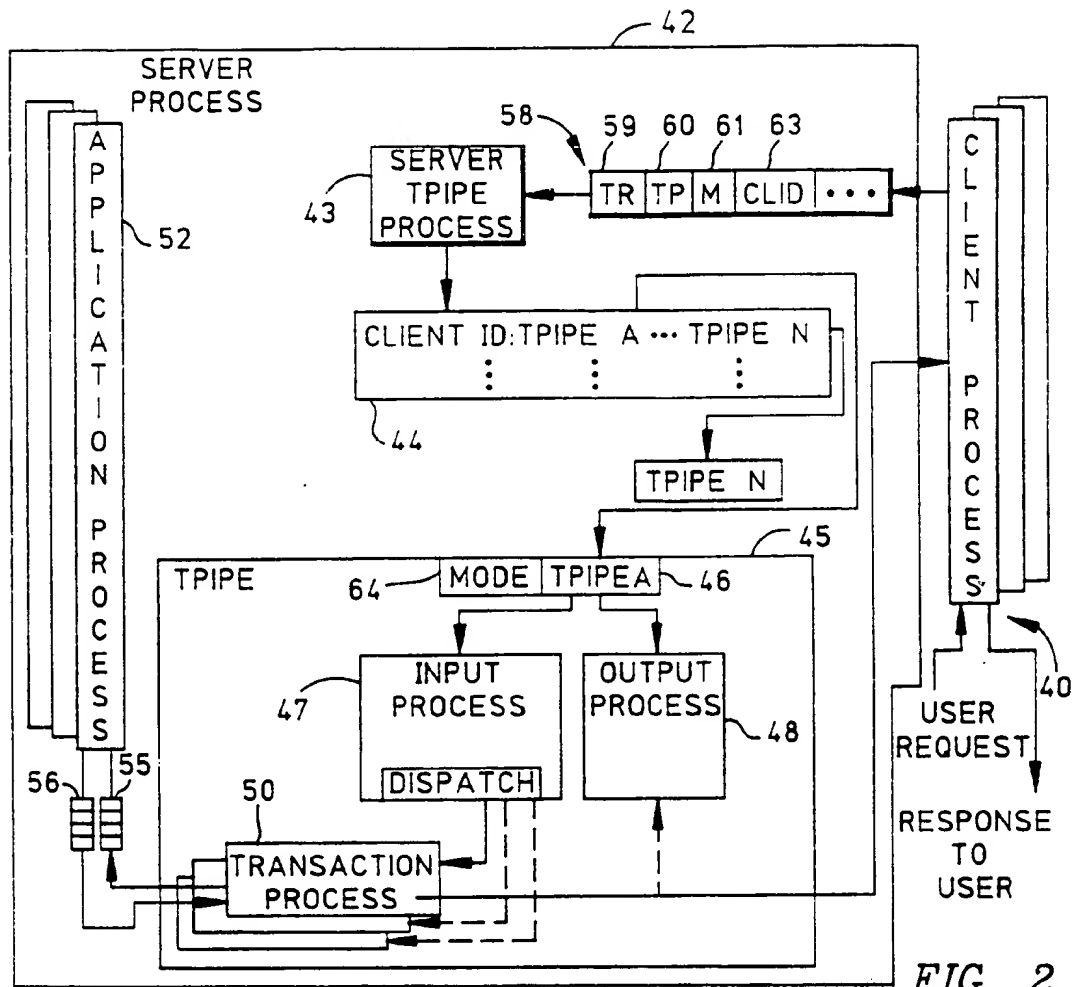 42
SERVER
PROCESS
APPLICATION PROCESS
52
SERVER
TPIPE
PROCESS
43
58
59
60
61
63
TR TP M CLID •••
CLIENT PROCESS
CLIENT ID:TPIPE A ••• TPIPE N
44
TPIPE N
45
TPIPE
64
MODE TPIPEA
46
INPUT
PROCESS
47
DISPATCH
OUTPUT
PROCESS
48
40
USER
REQUEST
RESPONSE
TO
USER
56
55
50
TRANSACTION
PROCESS
FIG. 2